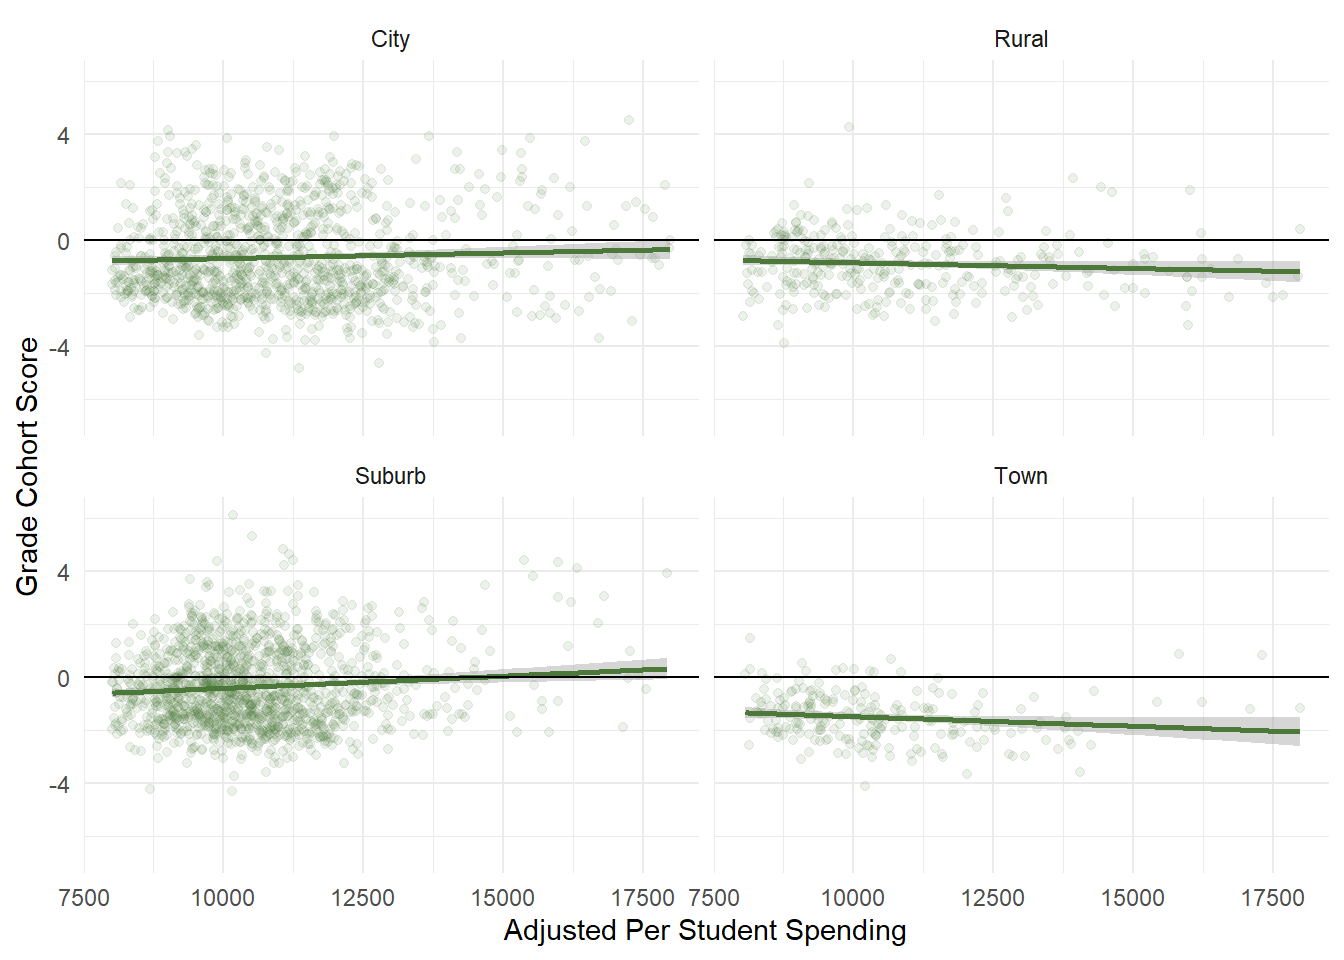 City
Rural
4
0
-4
Suburb
Town
4
0
-4
Grade Cohort Score
7500 10000 12500 15000 17500 7500 10000 12500 15000 17500
Adjusted Per Student Spending